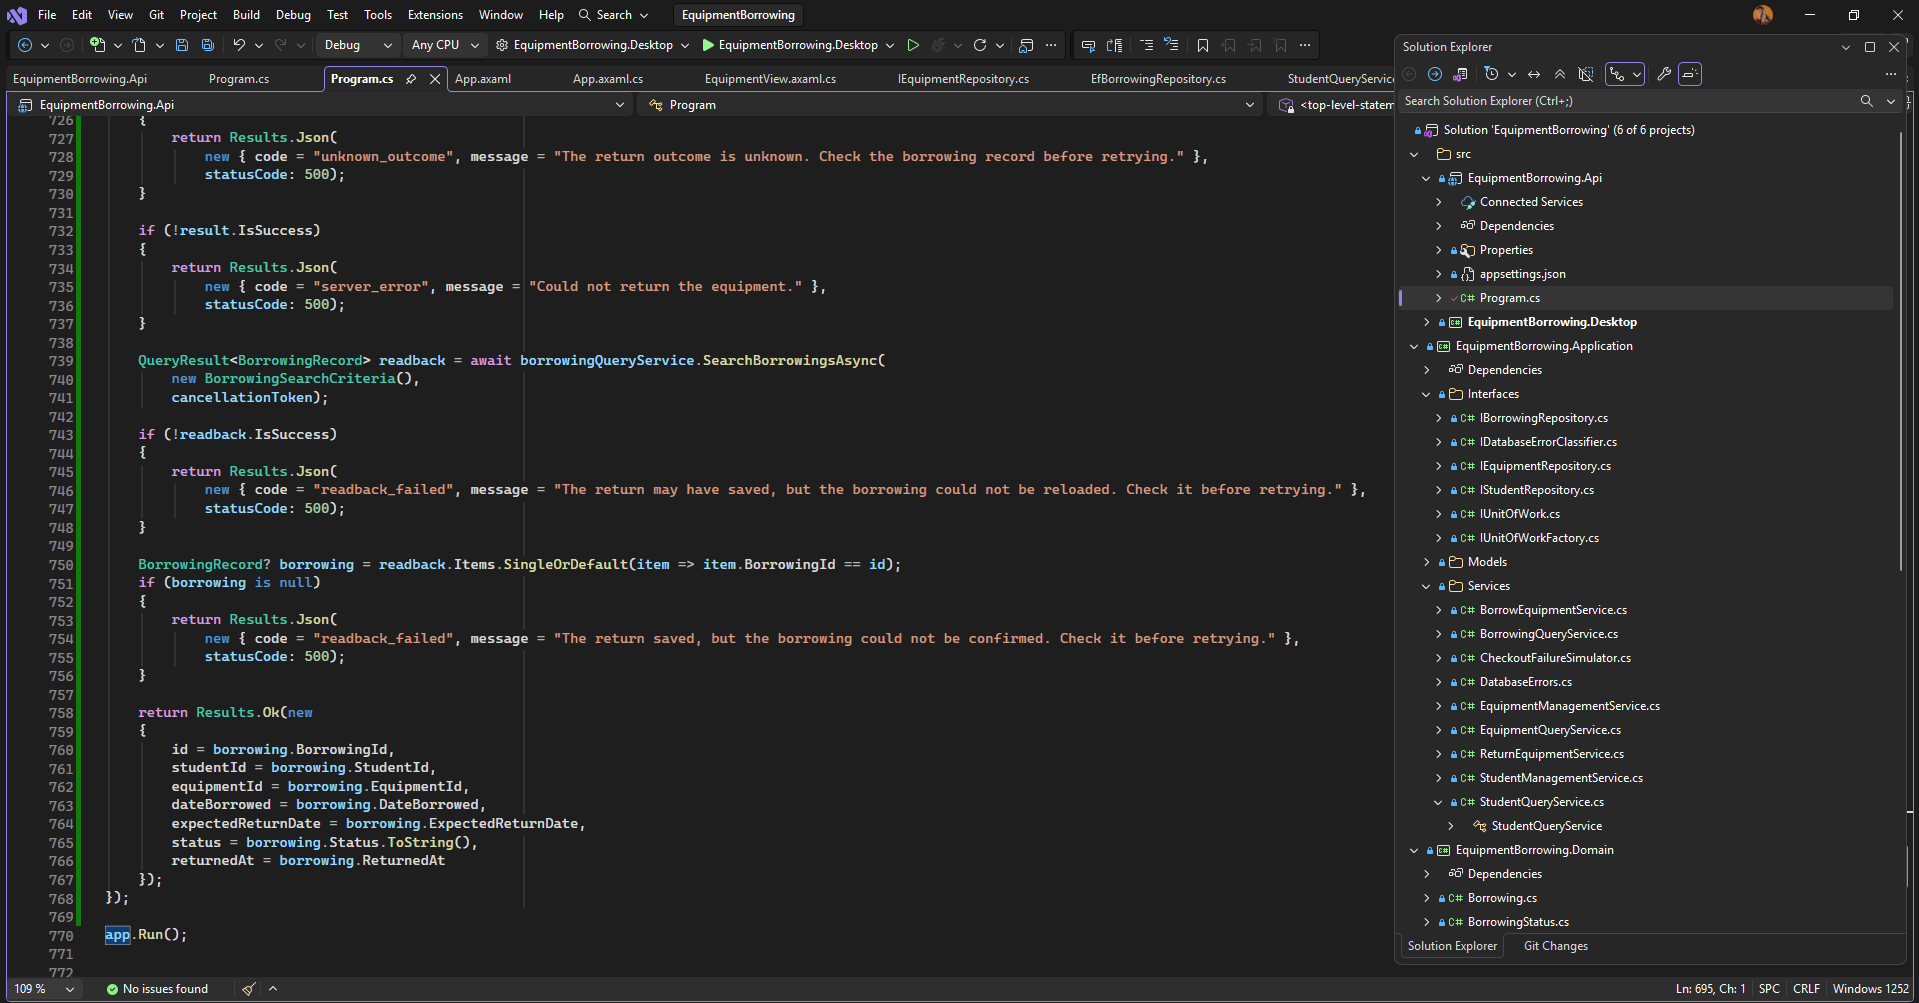 File Edit View Git Project Build Debug Test Tools Extensions Window Help Search EquipmentBorrowing
Debug Any CPU EquipmentBorrowing.Desktop EquipmentBorrowing.Desktop
EquipmentBorrowing.Api Program.cs Program.cs App.axaml App.axaml.cs EquipmentView.axaml.cs IEquipmentRepository.cs EfBorrowingRepository.cs StudentQueryService
EquipmentBorrowing.Api Program <top-level-statem
726 {
727 return Results.Json(
728 new { code = "unknown_outcome", message = "The return outcome is unknown. Check the borrowing record before retrying." },
729 statusCode: 500);
730 }
731
732 if (!result.IsSuccess)
733 {
734 return Results.Json(
735 new { code = "server_error", message = "Could not return the equipment." },
736 statusCode: 500);
737 }
738
739 QueryResult<BorrowingRecord> readback = await borrowingQueryService.SearchBorrowingsAsync(
740 new BorrowingSearchCriteria(),
741 cancellationToken);
742
743 if (!readback.IsSuccess)
744 {
745 return Results.Json(
746 new { code = "readback_failed", message = "The return may have saved, but the borrowing could not be reloaded. Check it before retrying." },
747 statusCode: 500);
748 }
749
750 BorrowingRecord? borrowing = readback.Items.SingleOrDefault(item => item.BorrowingId == id);
751 if (borrowing is null)
752 {
753 return Results.Json(
754 new { code = "readback_failed", message = "The return saved, but the borrowing could not be confirmed. Check it before retrying." },
755 statusCode: 500);
756 }
757
758 return Results.Ok(new
759 {
760 id = borrowing.BorrowingId,
761 studentId = borrowing.StudentId,
762 equipmentId = borrowing.EquipmentId,
763 dateBorrowed = borrowing.DateBorrowed,
764 expectedReturnDate = borrowing.ExpectedReturnDate,
765 status = borrowing.Status.ToString(),
766 returnedAt = borrowing.ReturnedAt
767 });
768 });
769
770 app.Run();
771
772
109 % No issues found Ln: 695, Ch: 1 SPC CRLF Windows 1252
Solution Explorer
Search Solution Explorer (Ctrl+;)
Solution 'EquipmentBorrowing' (6 of 6 projects)
src
EquipmentBorrowing.Api
Connected Services
Dependencies
Properties
appsettings.json
C# Program.cs
C# EquipmentBorrowing.Desktop
C# EquipmentBorrowing.Application
Dependencies
Interfaces
C# IBorrowingRepository.cs
C# IDatabaseErrorClassifier.cs
C# IEquipmentRepository.cs
C# IStudentRepository.cs
C# IUnitOfWork.cs
C# IUnitOfWorkFactory.cs
Models
Services
C# BorrowEquipmentService.cs
C# BorrowingQueryService.cs
C# CheckoutFailureSimulator.cs
C# DatabaseErrors.cs
C# EquipmentManagementService.cs
C# EquipmentQueryService.cs
C# ReturnEquipmentService.cs
C# StudentManagementService.cs
C# StudentQueryService.cs
StudentQueryService
C# EquipmentBorrowing.Domain
Dependencies
C# Borrowing.cs
C# BorrowingStatus.cs
Solution Explorer Git Changes